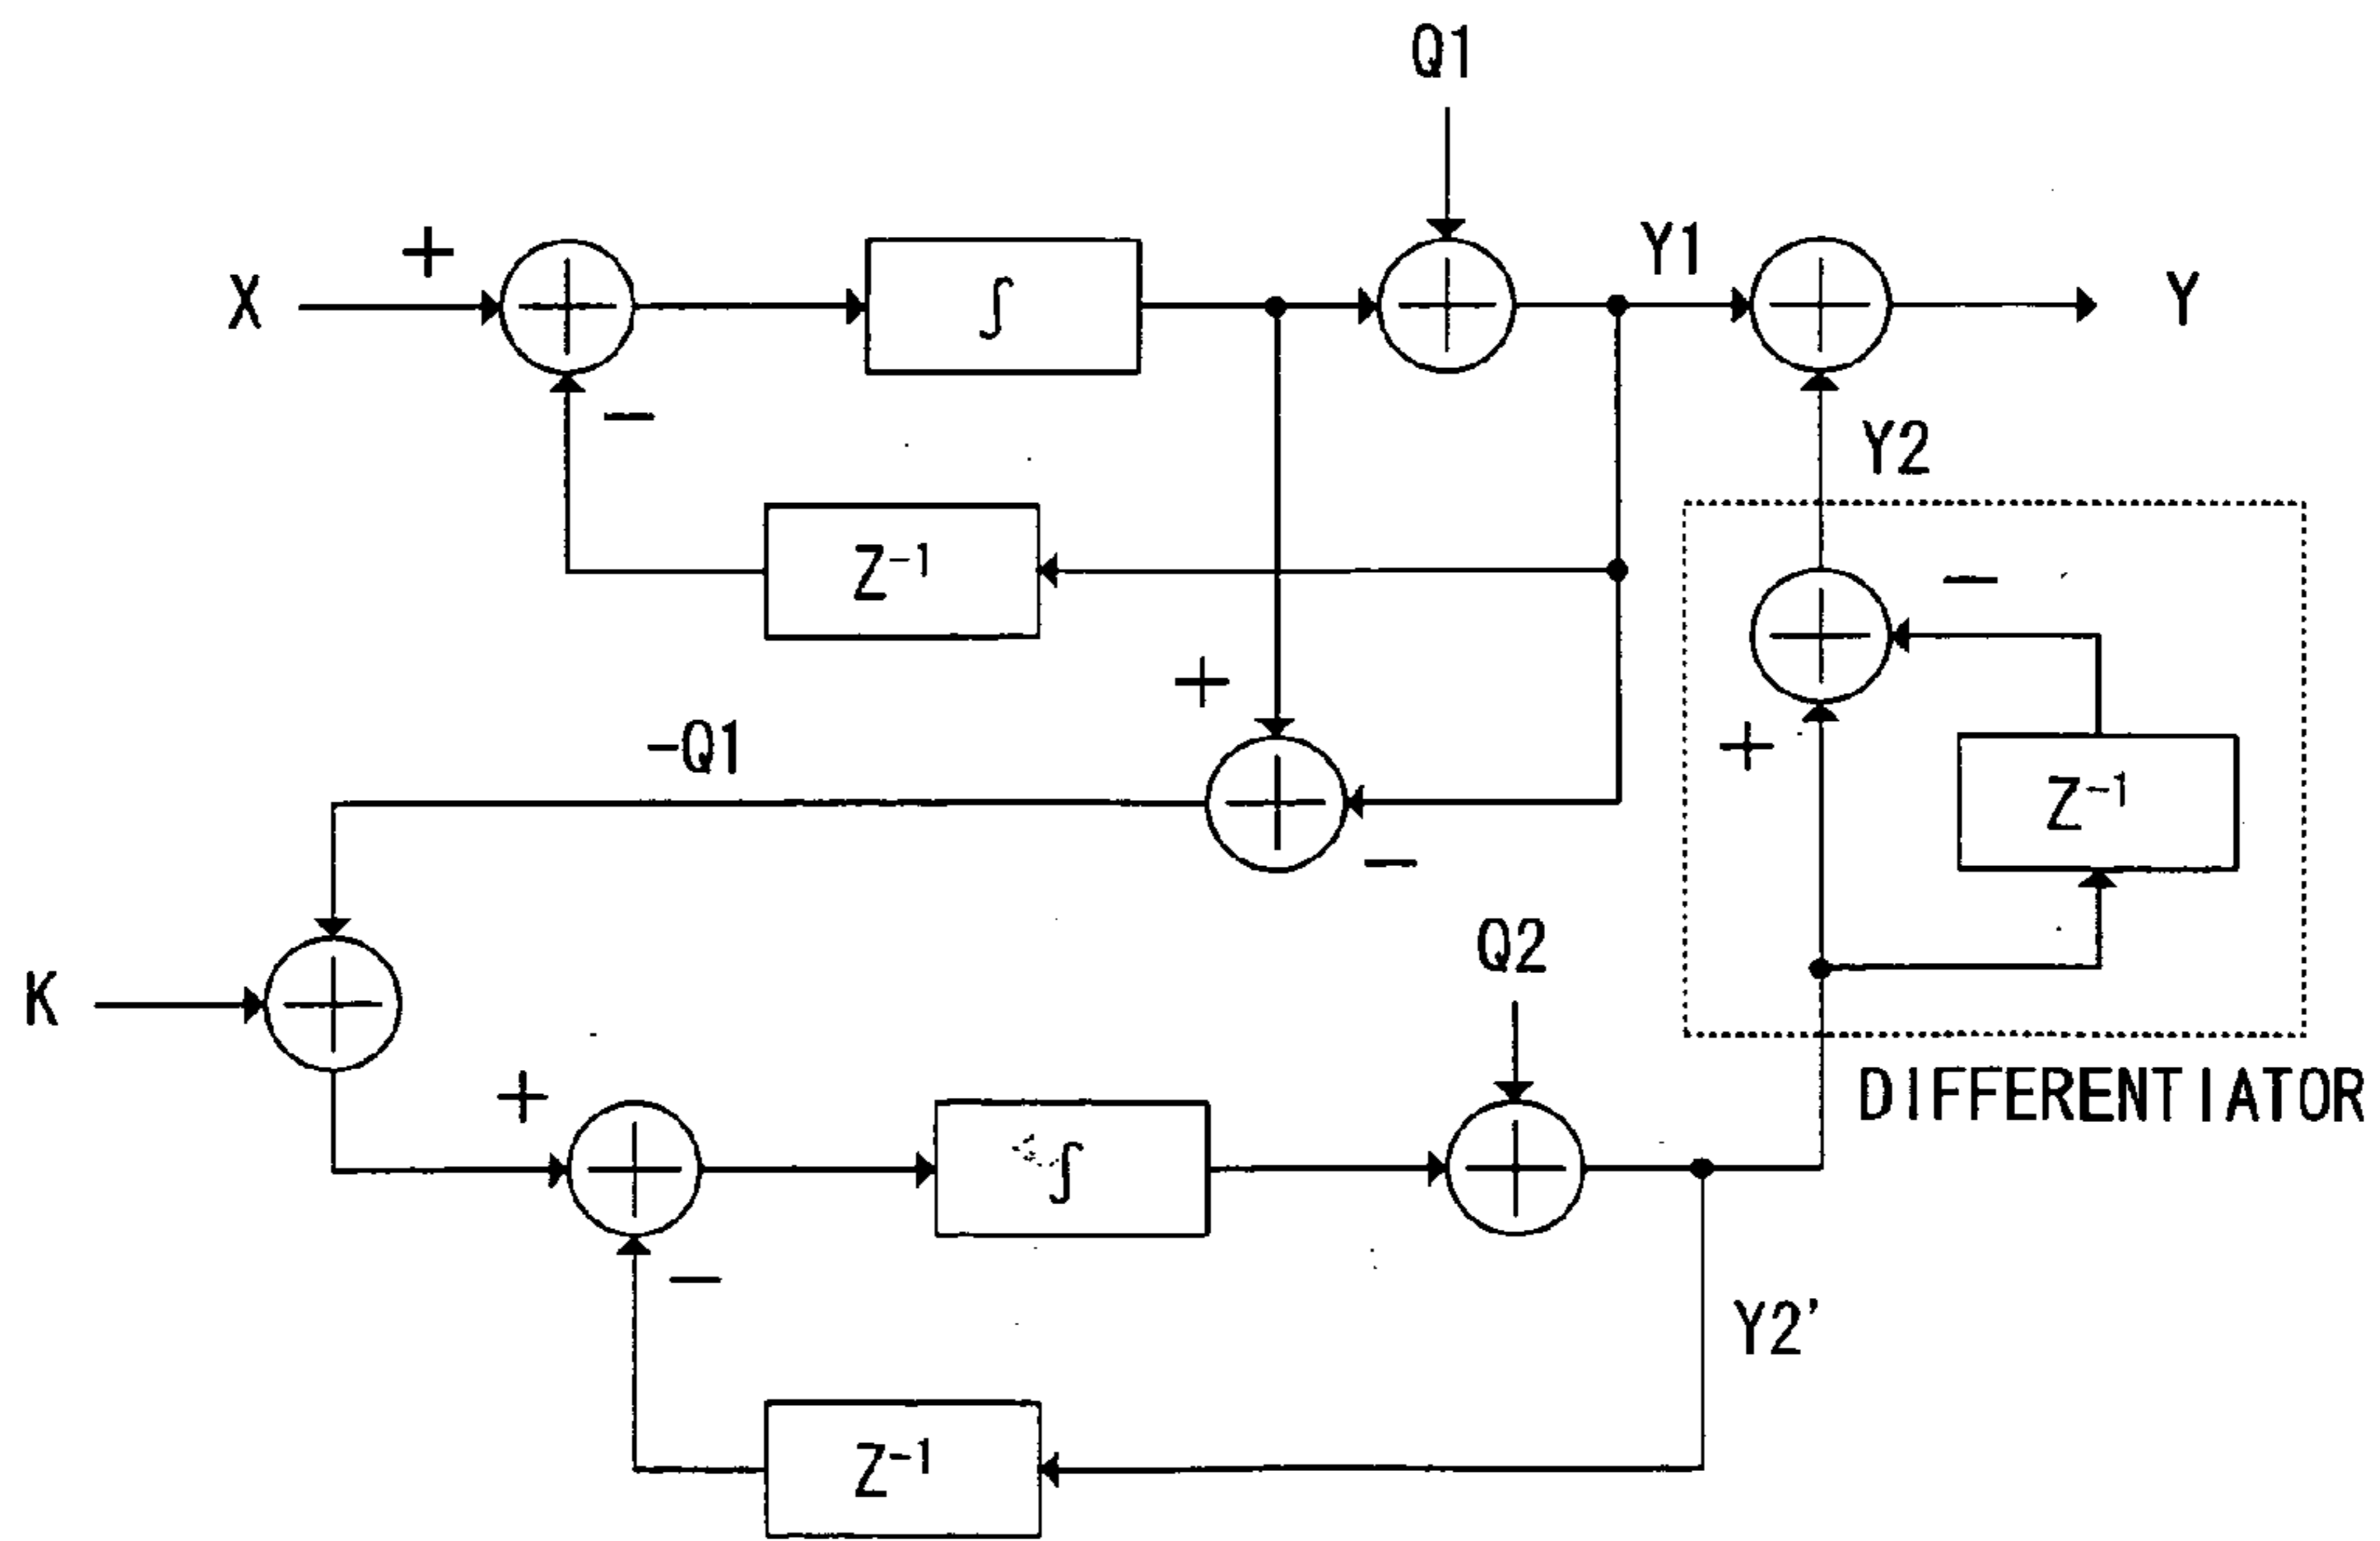 Q1
X
+
∫
Y1
Y
−
Y2
Z⁻¹
−
+
+
−Q1
Z⁻¹
−
Q2
K
+
∫
DIFFERENTIATOR
−
Y2'
Z⁻¹